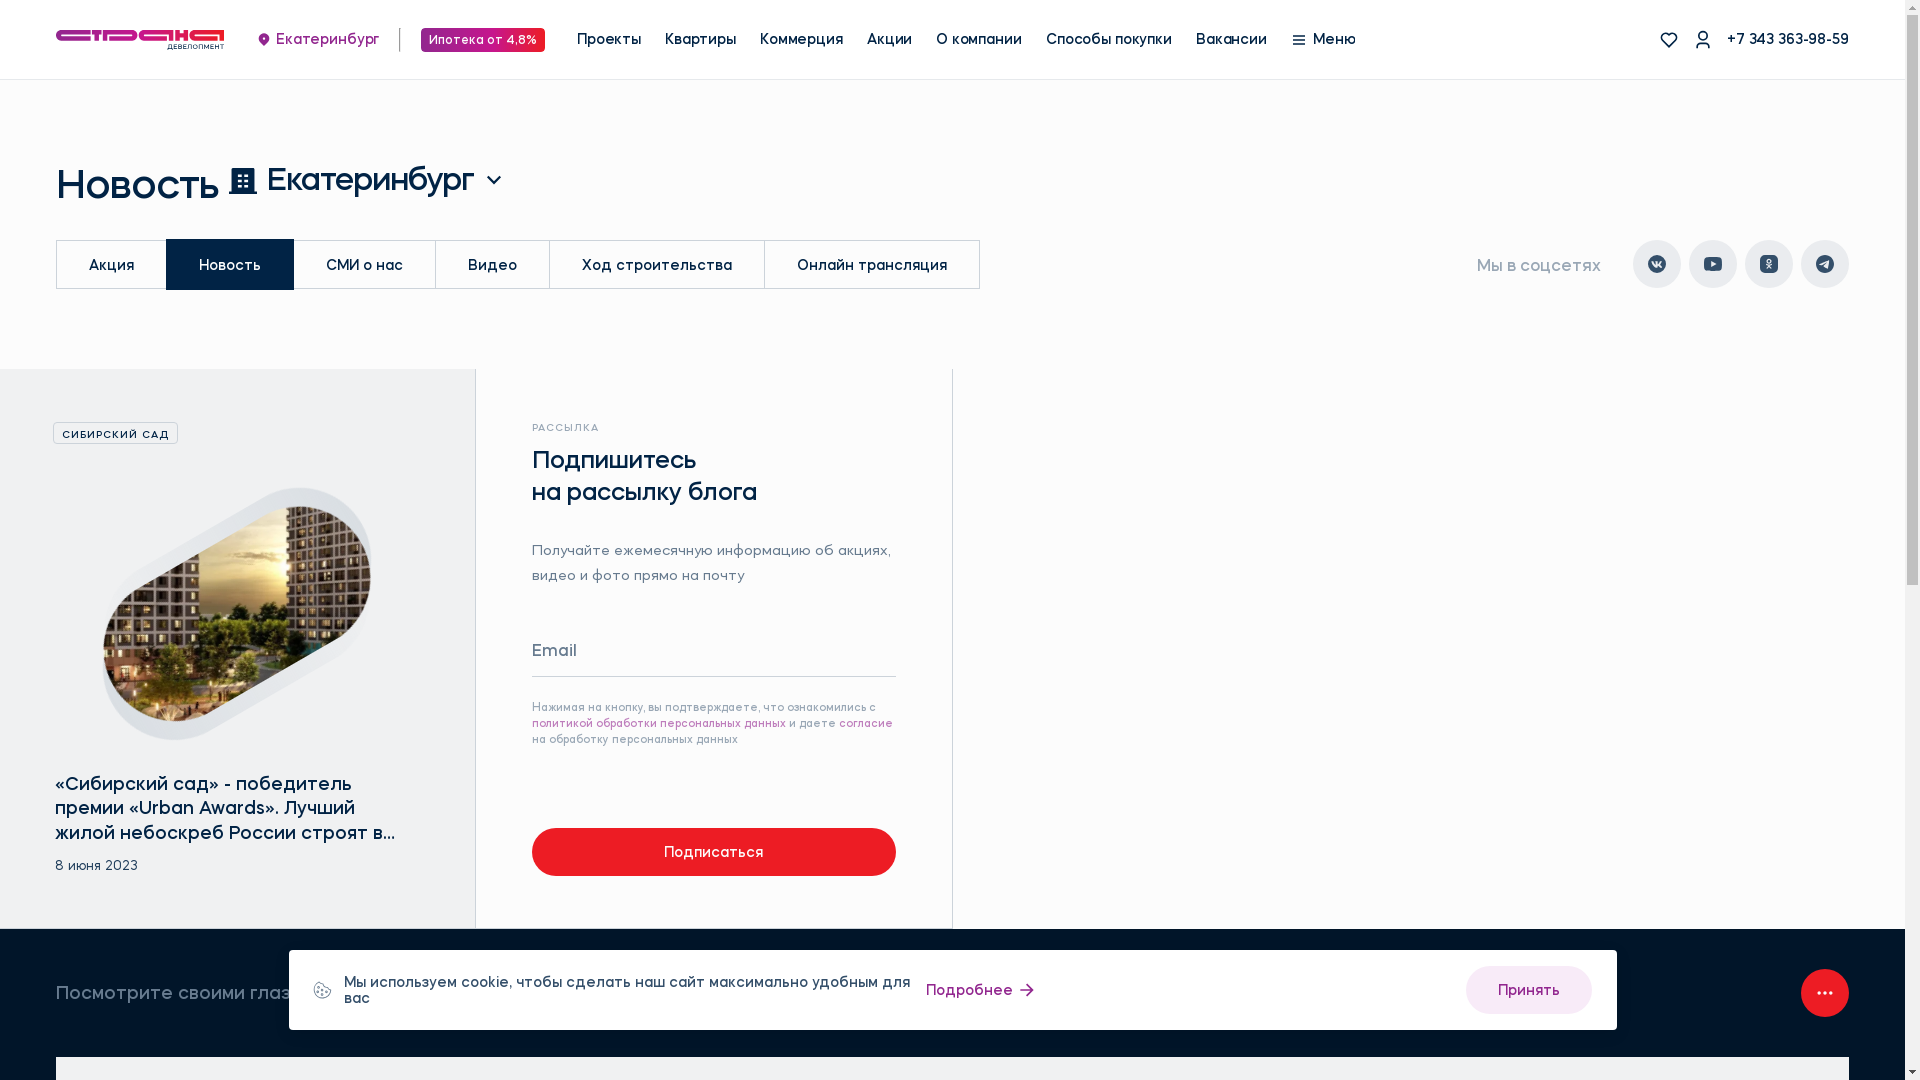 страна
ДЕВЕЛОПМЕНТ
Екатеринбург
Ипотека от 4,8%
Проекты
Квартиры
Коммерция
Акции
О компании
Способы покупки
Вакансии
Меню
+7 343 363-98-59
Новость
Екатеринбург
Акция
Новость
СМИ о нас
Видео
Ход строительства
Онлайн трансляция
Мы в соцсетях
СИБИРСКИЙ САД
«Сибирский сад» - победитель
премии «Urban Awards». Лучший
жилой небоскреб России строят в...
8 июня 2023
РАССЫЛКА
Подпишитесь
на рассылку блога
Получайте ежемесячную информацию об акциях,
видео и фото прямо на почту
Email
Нажимая на кнопку, вы подтверждаете, что ознакомились с
политикой обработки персональных данных и даете согласие
на обработку персональных данных
Подписаться
Посмотрите своими глаз
Мы используем cookie, чтобы сделать наш сайт максимально удобным для
вас
Подробнее
Принять